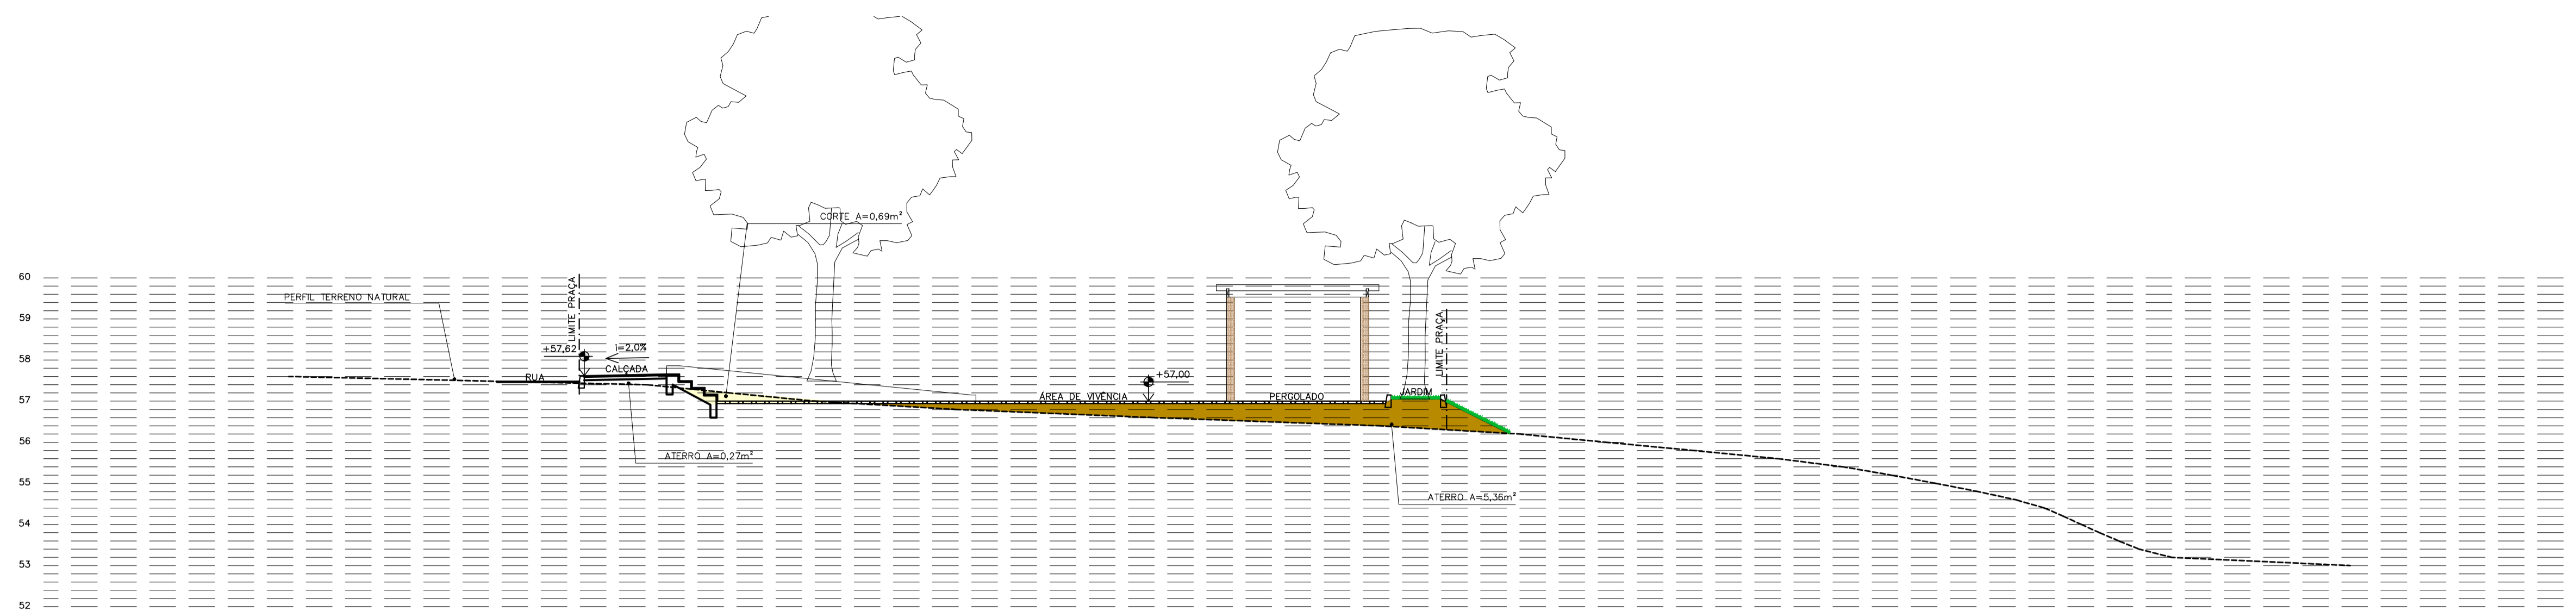 CORTE A=0,69m²
60
LIMITE PRAÇA
PERFIL TERRENO NATURAL
59
LIMITE PRAÇA
58
+57,62
i=2,0%
CALÇADA
RUA
+57,00
57
ÁREA DE VIVÊNCIA
PERGOLADO
JARDIM
56
ATERRO A=0,27m²
55
ATERRO A=5,36m²
54
53
52